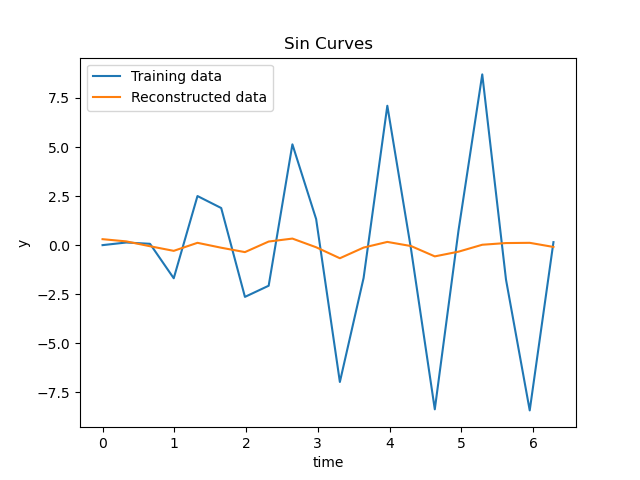 Sin Curves
Training data
Reconstructed data
7.5
5.0
2.5
0.0
−2.5
−5.0
−7.5
y
0 1 2 3 4 5 6
time